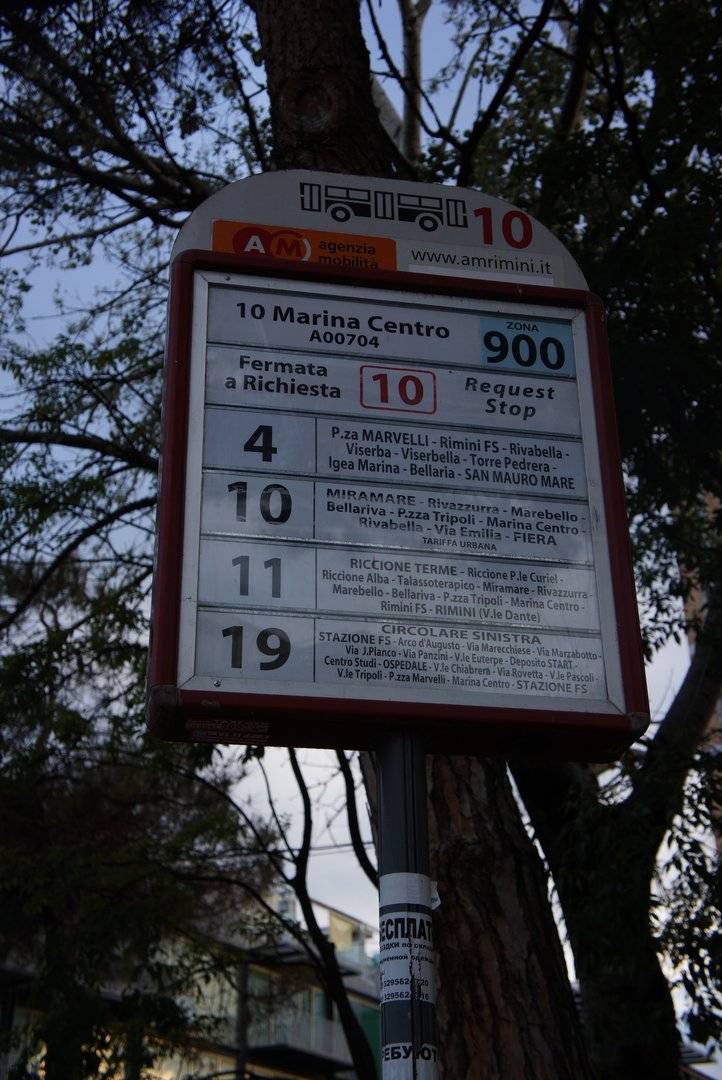 10
AM agenzia
mobilità
www.amrimini.it
10 Marina Centro
A00704
ZONA
900
Fermata
a Richiesta
10
Request
Stop
4
P.za MARVELLI - Rimini FS - Rivabella -
Viserba - Viserbella - Torre Pedrera -
Igea Marina - Bellaria - SAN MAURO MARE
10
MIRAMARE - Rivazzurra - Marebello -
Bellariva - P.zza Tripoli - Marina Centro -
Rivabella - Via Emilia - FIERA
TARIFFA URBANA
11
RICCIONE TERME - Riccione P.le Curiel -
Riccione Alba - Talassoterapico - Miramare - Rivazzurra -
Marebello - Bellariva - P.zza Tripoli - Marina Centro -
Rimini FS - RIMINI (V.le Dante)
19
CIRCOLARE SINISTRA
STAZIONE FS - Arco d'Augusto - Via Marecchiese - Via Marzabotto -
Via J.Planco - Via Panzini - V.le Euterpe - Deposito START -
Centro Studi - OSPEDALE - V.le Chiabrera - Via Rovetta - V.le Pascoli -
V.le Tripoli - P.zza Marvelli - Marina Centro - STAZIONE FS
ЕСПЛАТ